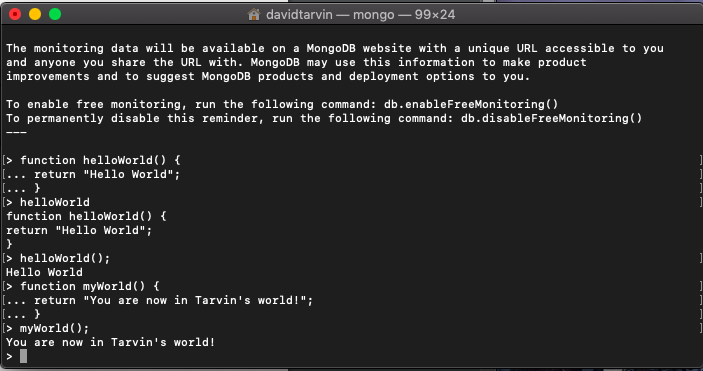 davidtarvin — mongo — 99×24
The monitoring data will be available on a MongoDB website with a unique URL accessible to you
and anyone you share the URL with. MongoDB may use this information to make product
improvements and to suggest MongoDB products and deployment options to you.
To enable free monitoring, run the following command: db.enableFreeMonitoring()
To permanently disable this reminder, run the following command: db.disableFreeMonitoring()
---
[> function helloWorld() { ]
[... return "Hello World"; ]
[... } ]
[> helloWorld ]
function helloWorld() {
return "Hello World";
}
[> helloWorld(); ]
Hello World
[> function myWorld() { ]
[... return "You are now in Tarvin's world!"; ]
[... } ]
[> myWorld(); ]
You are now in Tarvin's world!
>